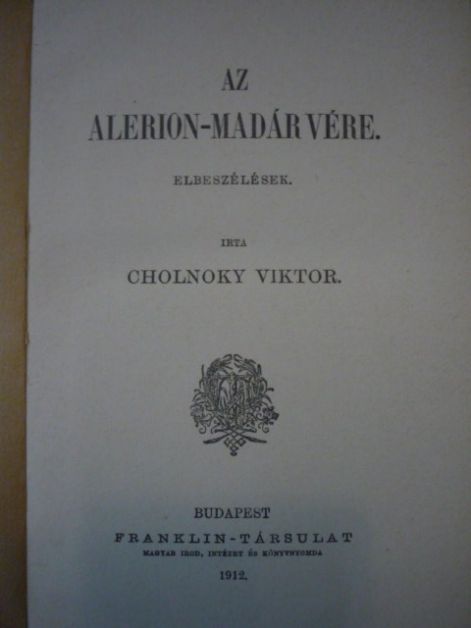 AZ
ALERION-MADÁR VÉRE.
ELBESZÉLÉSEK.
IRTA
CHOLNOKY VIKTOR.
BUDAPEST
FRANKLIN-TÁRSULAT
MAGYAR IROD. INTÉZET ÉS KÖNYVNYOMDA
1912.